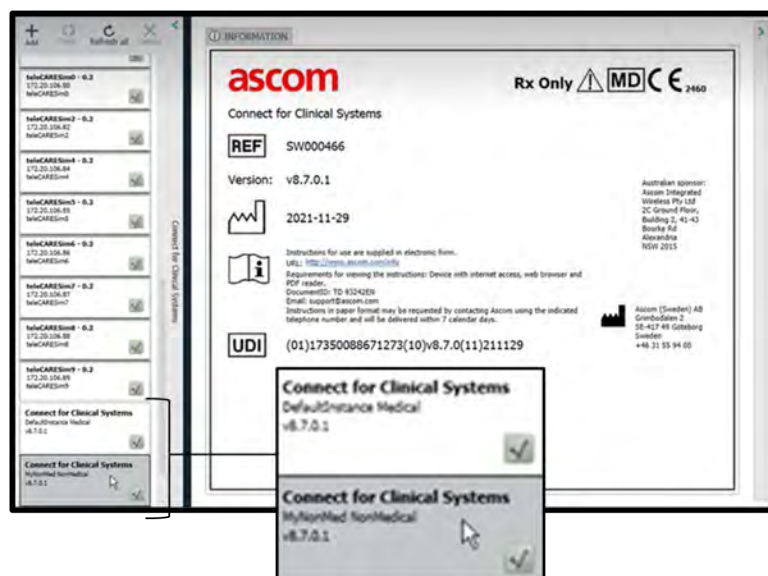 Add
Refresh all
teleCARESim0 - 0.2
172.20.106.80
teleCARESim0
teleCARESim2 - 0.2
172.20.106.82
teleCARESim2
teleCARESim4 - 0.2
172.20.106.84
teleCARESim4
teleCARESim5 - 0.2
172.20.106.85
teleCARESim5
teleCARESim6 - 0.2
172.20.106.86
teleCARESim6
teleCARESim7 - 0.2
172.20.106.87
teleCARESim7
teleCARESim8 - 0.2
172.20.106.88
teleCARESim8
teleCARESim9 - 0.2
172.20.106.89
teleCARESim9
Connect for Clinical Systems
DefaultInstance Medical
v8.7.0.1
Connect for Clinical Systems
MyNonMed NonMedical
v8.7.0.1
Connect for Clinical Systems
INFORMATION
ascom
Rx Only MD CE 2460
Connect for Clinical Systems
REF SW000466
Version: v8.7.0.1
2021-11-29
Instructions for use are supplied in electronic form.
URL: http://www.ascom.com/ifu
Requirements for viewing the instructions: Device with internet access, web browser and
PDF reader.
DocumentID: TD 93242EN
Email: support@ascom.com
Instructions in paper format may be requested by contacting Ascom using the indicated
telephone number and will be delivered within 7 calendar days.
UDI (01)17350088671273(10)v8.7.0(11)211129
Australian sponsor:
Ascom Integrated
Wireless Pty Ltd
2C Ground Floor,
Building 2, 41-43
Bourke Rd
Alexandria
NSW 2015
Ascom (Sweden) AB
Grimbodalen 2
SE-417 49 Göteborg
Sweden
+46 31 55 94 00
Connect for Clinical Systems
DefaultInstance Medical
v8.7.0.1
Connect for Clinical Systems
MyNonMed NonMedical
v8.7.0.1